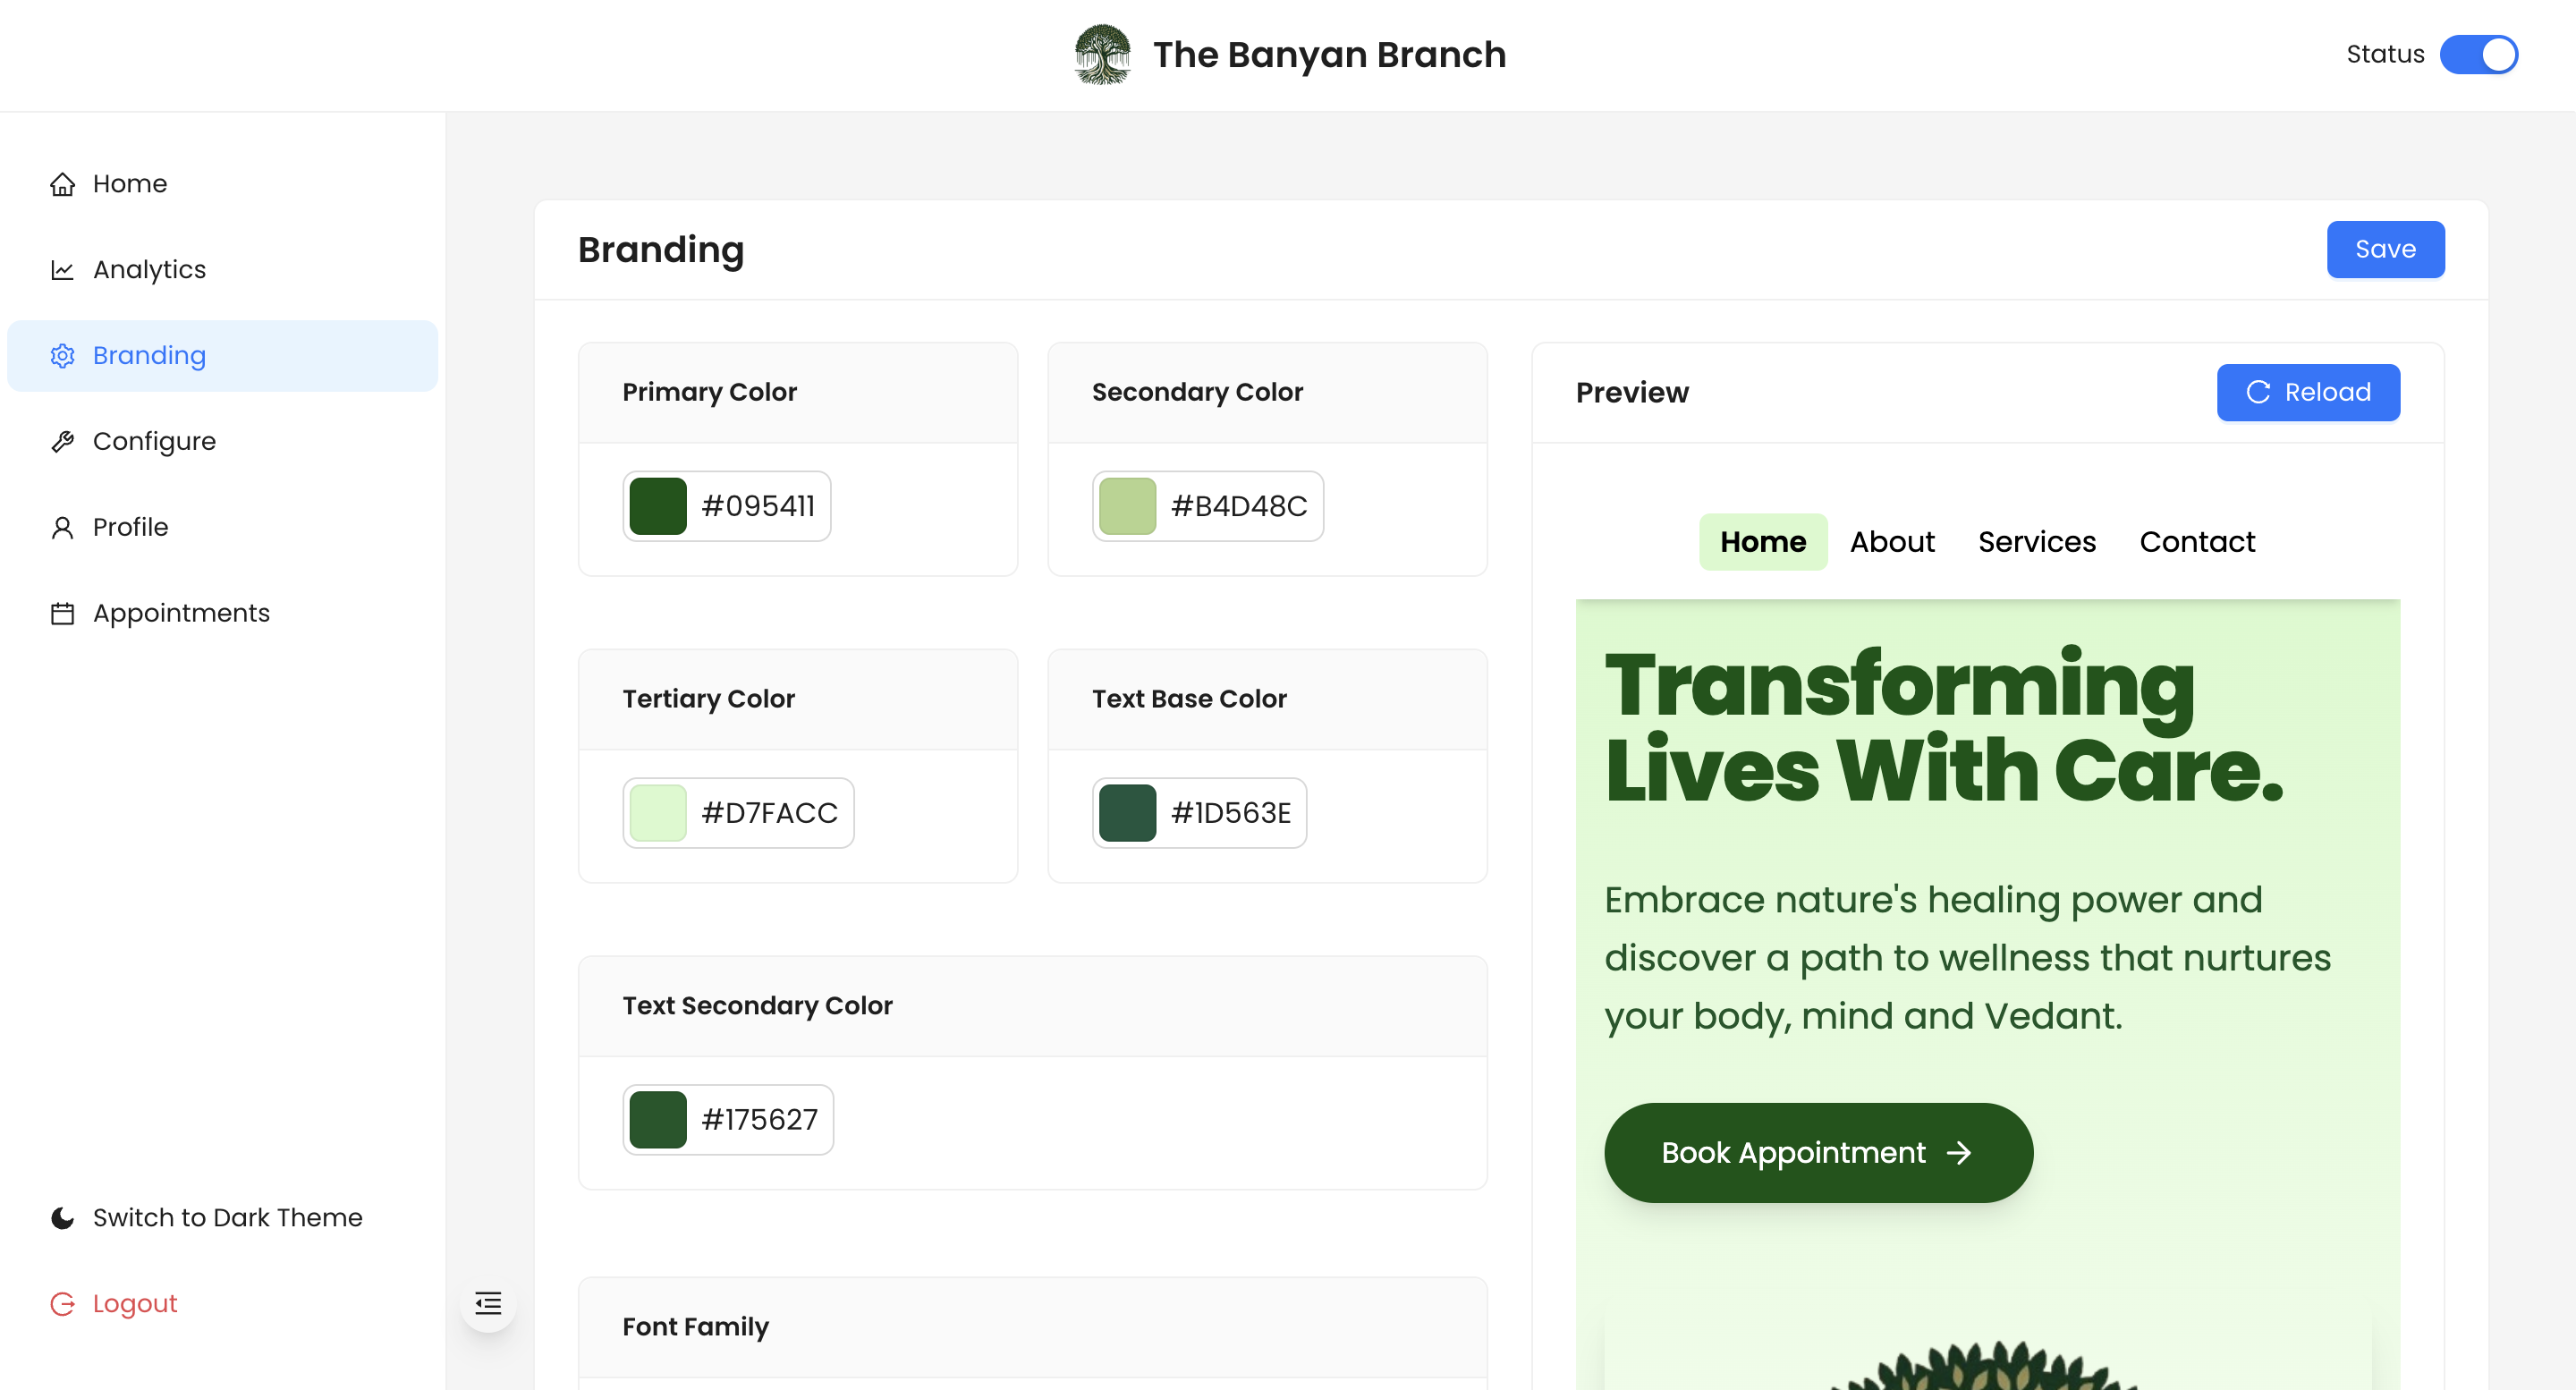 The Banyan Branch
Status
Home
Analytics
Branding
Configure
Profile
Appointments
Switch to Dark Theme
Logout
Branding
Save
Primary Color
#095411
Secondary Color
#B4D48C
Tertiary Color
#D7FACC
Text Base Color
#1D563E
Text Secondary Color
#175627
Font Family
Preview
Reload
Home About Services Contact
Transforming
Lives With Care.
Embrace nature's healing power and
discover a path to wellness that nurtures
your body, mind and Vedant.
Book Appointment